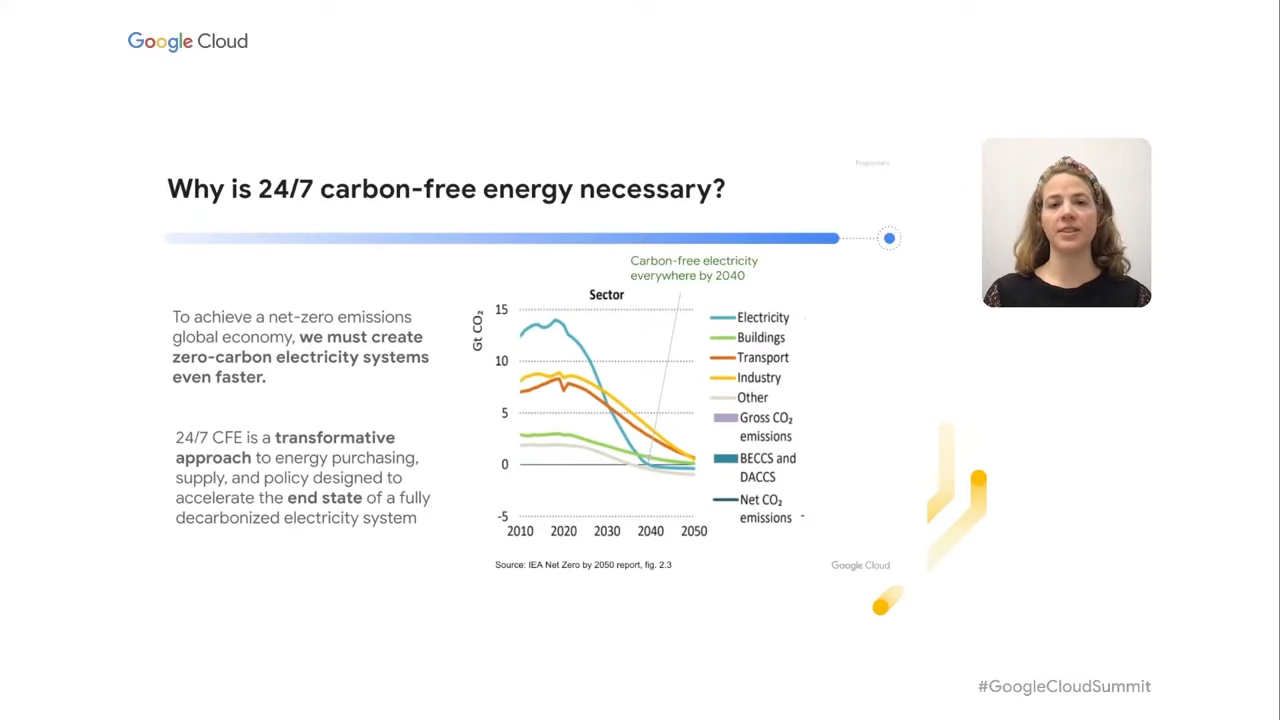 Google Cloud
Proprietary
Why is 24/7 carbon-free energy necessary?
Carbon-free electricity
everywhere by 2040
To achieve a net-zero emissions
global economy, we must create
zero-carbon electricity systems
even faster.
24/7 CFE is a transformative
approach to energy purchasing,
supply, and policy designed to
accelerate the end state of a fully
decarbonized electricity system
Sector
Gt CO₂
15
10
5
0
-5
2010 2020 2030 2040 2050
Electricity
Buildings
Transport
Industry
Other
Gross CO₂
emissions
BECCS and
DACCS
Net CO₂
emissions
Source: IEA Net Zero by 2050 report, fig. 2.3
Google Cloud
#GoogleCloudSummit